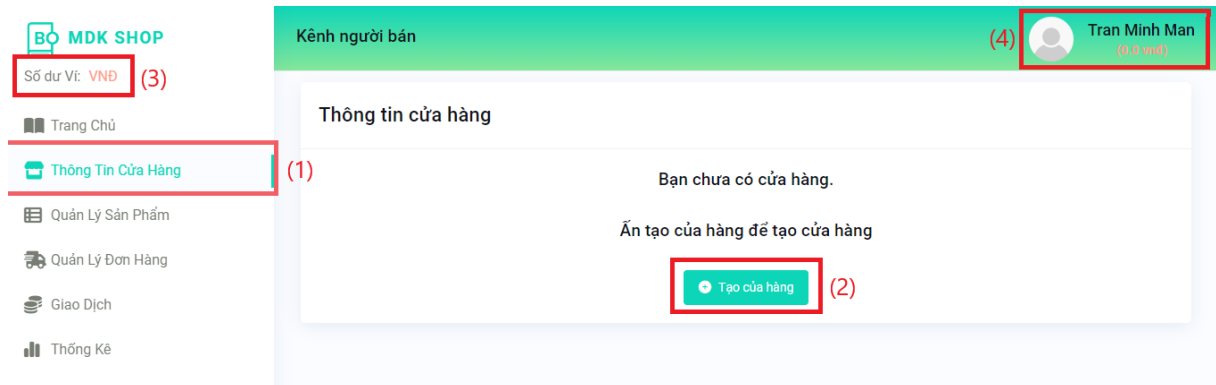 BO MDK SHOP
Số dư Ví: VNĐ
(3)
Trang Chủ
Thông Tin Cửa Hàng
(1)
Quản Lý Sản Phẩm
Quản Lý Đơn Hàng
Giao Dịch
Thống Kê
Kênh người bán
(4)
Tran Minh Man
(0.0 vnđ)
Thông tin cửa hàng
Bạn chưa có cửa hàng.
Ấn tạo của hàng để tạo cửa hàng
Tạo của hàng
(2)